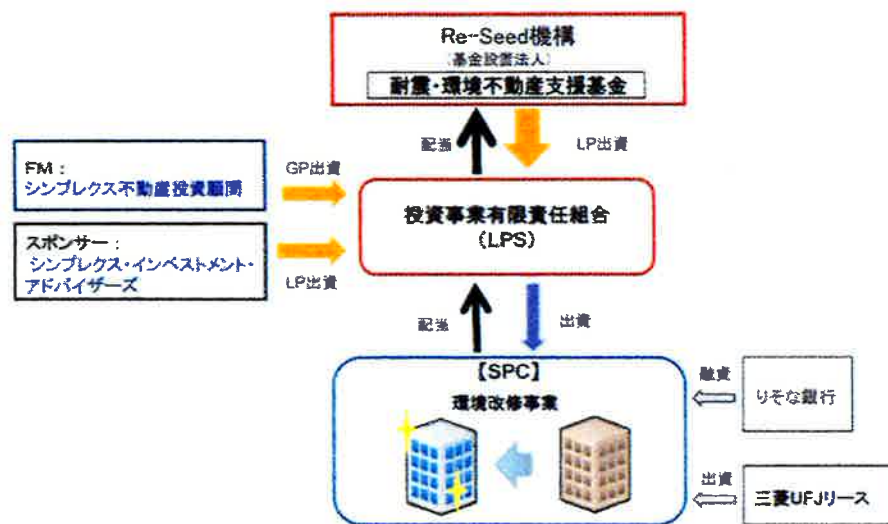 Re-Seed機構
(基金設置法人)
耐震・環境不動産支援基金
配当
LP出資
FM:
シンプレクス不動産投資顧問
GP出資
投資事業有限責任組合
(LPS)
スポンサー:
シンプレクス・インベストメント・
アドバイザーズ
LP出資
配当
出資
【SPC】
環境改修事業
融資
りそな銀行
出資
三菱UFJリース